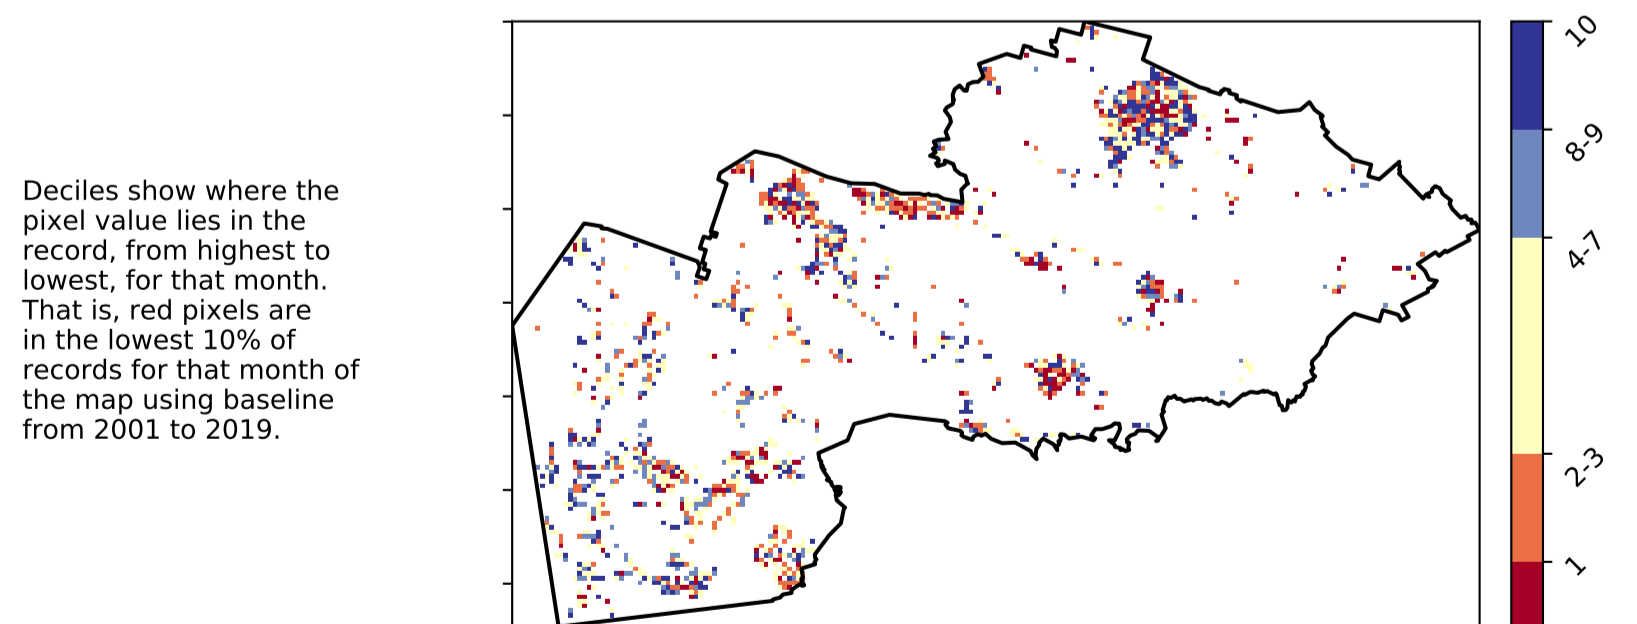 Deciles show where the
pixel value lies in the
record, from highest to
lowest, for that month.
That is, red pixels are
in the lowest 10% of
records for that month of
the map using baseline
from 2001 to 2019.
10
8-9
4-7
2-3
1